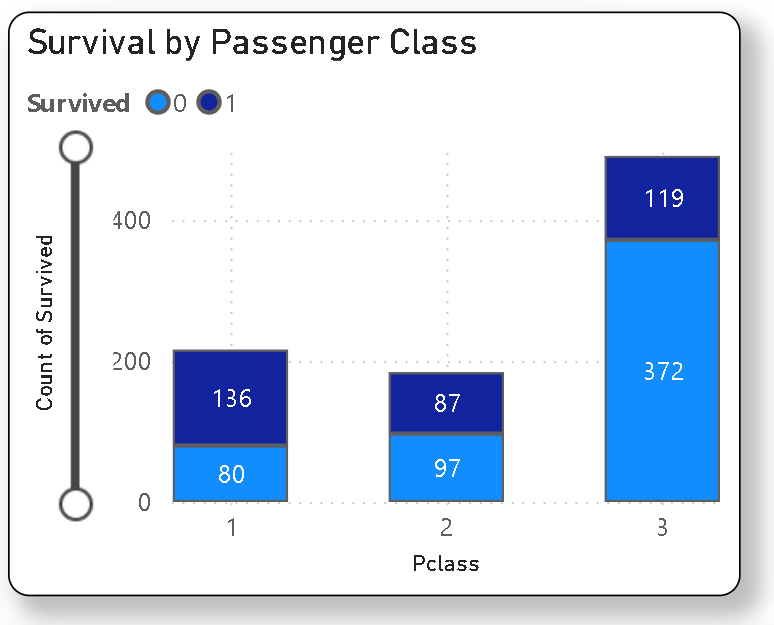 Survival by Passenger Class
Survived 0 1
Count of Survived
400
200
0
119
372
136
80
87
97
1 2 3
Pclass